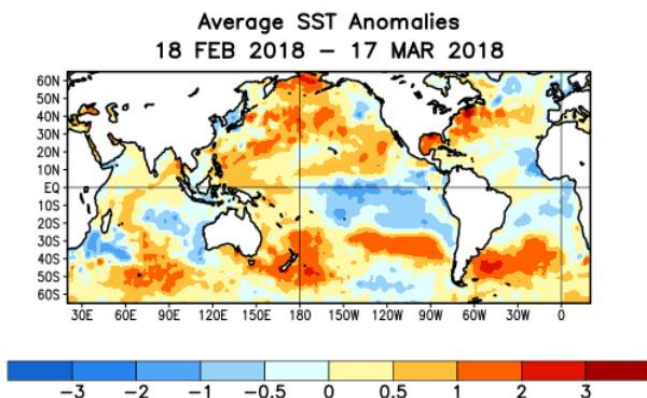 Average SST Anomalies
18 FEB 2018 – 17 MAR 2018
60N
50N
40N
30N
20N
10N
EQ
10S
20S
30S
40S
50S
60S
30E 60E 90E 120E 150E 180 150W 120W 90W 60W 30W 0
-3 -2 -1 -0.5 0 0.5 1 2 3